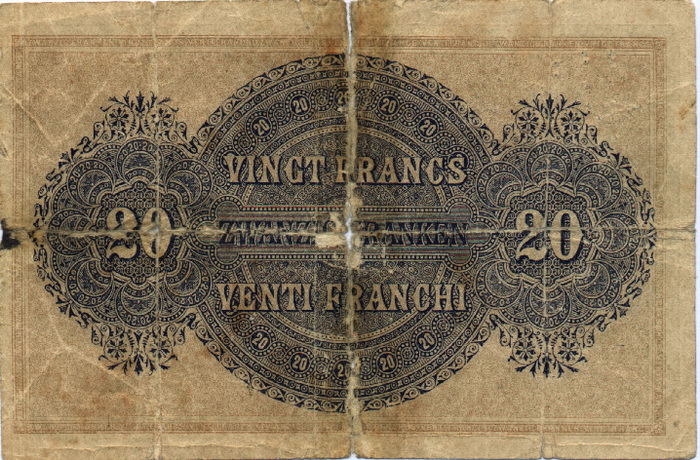 VINGT FRANCS
20 ZWANZIG FRANKEN 20
VENTI FRANCHI